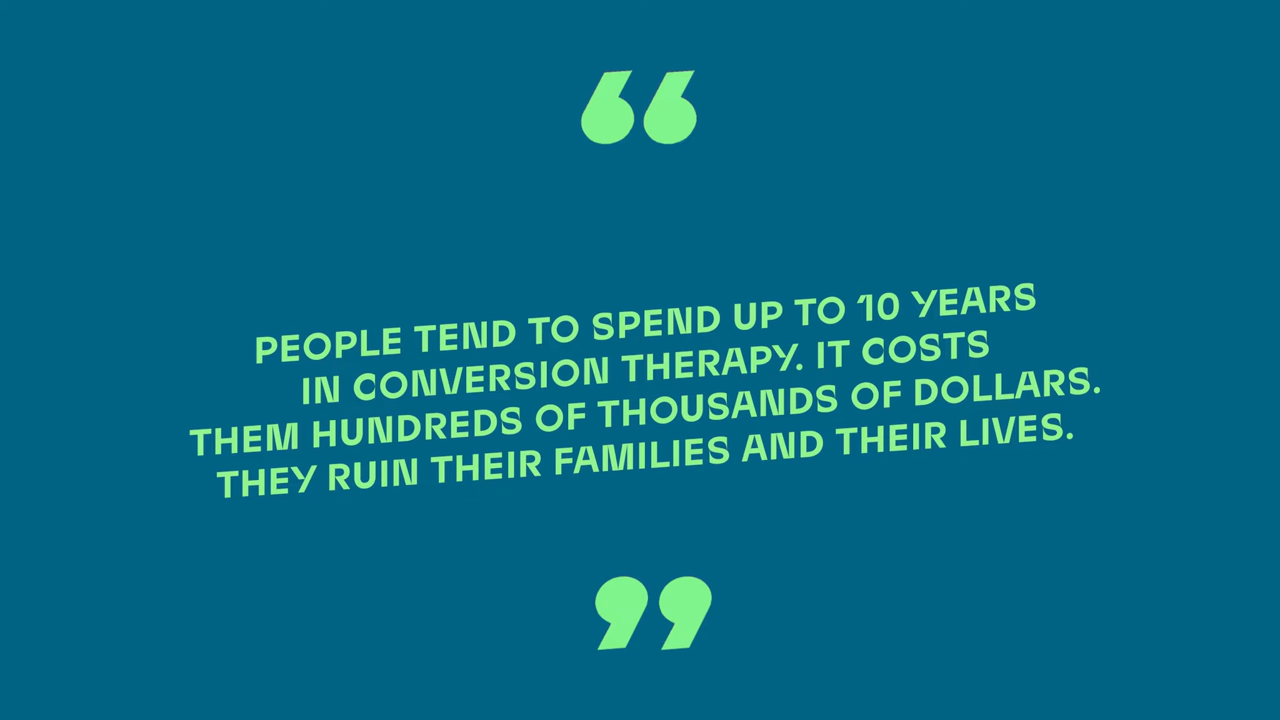 “
PEOPLE TEND TO SPEND UP TO 10 YEARS
IN CONVERSION THERAPY. IT COSTS
THEM HUNDREDS OF THOUSANDS OF DOLLARS.
THEY RUIN THEIR FAMILIES AND THEIR LIVES.
”